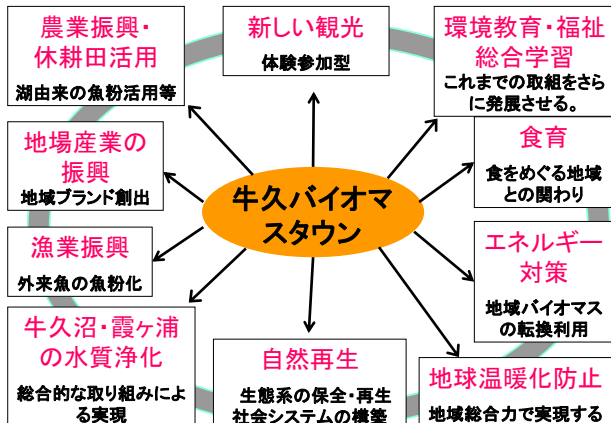 農業振興・
休耕田活用
湖由来の魚粉活用等
新しい観光
体験参加型
環境教育・福祉
総合学習
これまでの取組をさら
に発展させる。
地場産業の
振興
地域ブランド創出
食育
食をめぐる地域
との関わり
牛久バイオマ
スタウン
漁業振興
外来魚の魚粉化
エネルギー
対策
地域バイオマス
の転換利用
牛久沼・霞ヶ浦
の水質浄化
総合的な取り組みによ
る実現
自然再生
生態系の保全・再生
社会システムの構築
地球温暖化防止
地域総合力で実現する